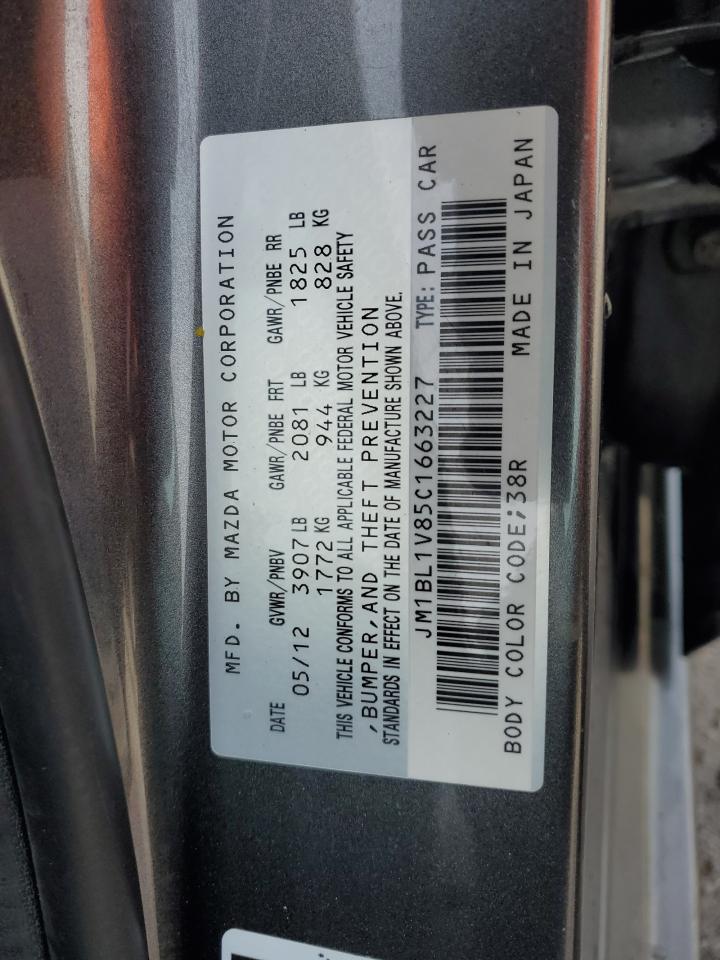 MFD. BY MAZDA MOTOR CORPORATION
DATE GVWR/PNBV GAWR/PNBE FRT GAWR/PNBE RR
05/12 3907 LB 2081 LB 1825 LB
1772 KG 944 KG 828 KG
THIS VEHICLE CONFORMS TO ALL APPLICABLE FEDERAL MOTOR VEHICLE SAFETY
,BUMPER,AND THEFT PREVENTION
STANDARDS IN EFFECT ON THE DATE OF MANUFACTURE SHOWN ABOVE.
JM1BL1V85C1663227 TYPE: PASS CAR
BODY COLOR CODE;38R MADE IN JAPAN